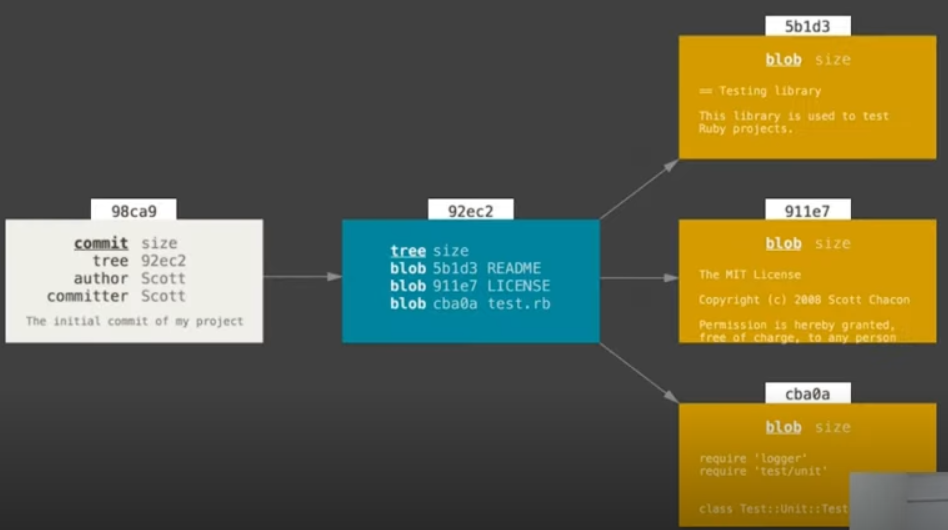 98ca9
commit size
tree 92ec2
author Scott
committer Scott
The initial commit of my project
92ec2
tree size
blob 5b1d3 README
blob 911e7 LICENSE
blob cba0a test.rb
5b1d3
blob size
== Testing library
This library is used to test
Ruby projects.
911e7
blob size
The MIT License
Copyright (c) 2008 Scott Chacon
Permission is hereby granted,
free of charge, to any person
cba0a
blob size
require 'logger'
require 'test/unit'
class Test::Unit::Test